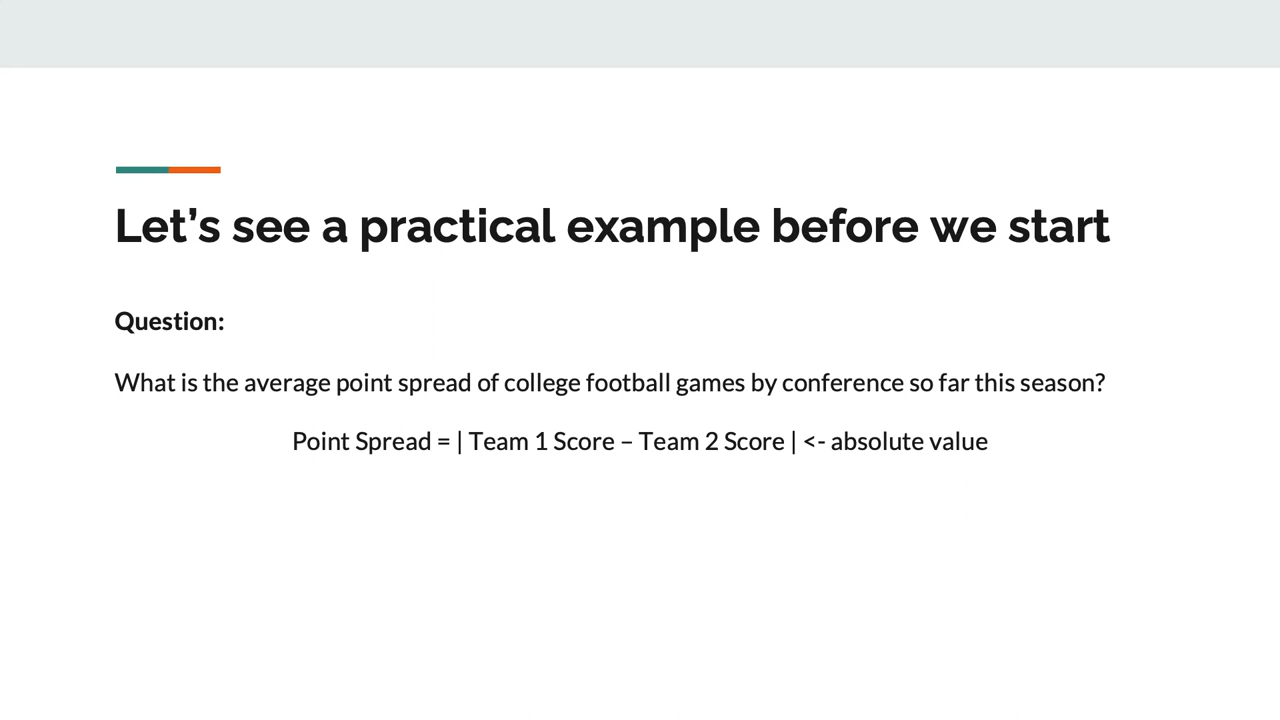 Let’s see a practical example before we start
Question:
What is the average point spread of college football games by conference so far this season?
Point Spread = | Team 1 Score – Team 2 Score | <- absolute value